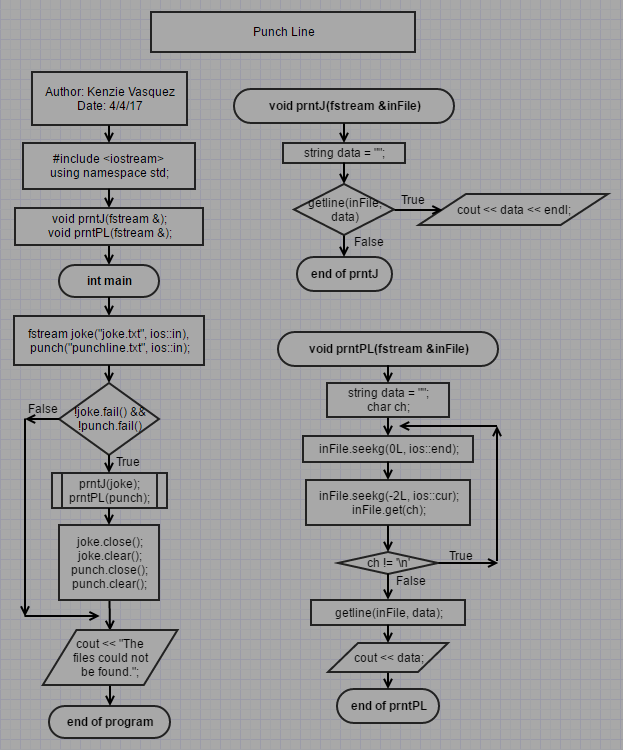 Punch Line
Author: Kenzie Vasquez
Date: 4/4/17
#include <iostream>
using namespace std;
void prntJ(fstream &);
void prntPL(fstream &);
int main
fstream joke("joke.txt", ios::in),
punch("punchline.txt", ios::in);
False
!joke.fail() &&
!punch.fail()
True
prntJ(joke);
prntPL(punch);
joke.close();
joke.clear();
punch.close();
punch.clear();
cout << "The
files could not
be found.";
end of program
void prntJ(fstream &inFile)
string data = "";
getline(inFile,
data)
True
cout << data << endl;
False
end of prntJ
void prntPL(fstream &inFile)
string data = "";
char ch;
inFile.seekg(0L, ios::end);
inFile.seekg(-2L, ios::cur);
inFile.get(ch);
ch != '\n'
True
False
getline(inFile, data);
cout << data;
end of prntPL